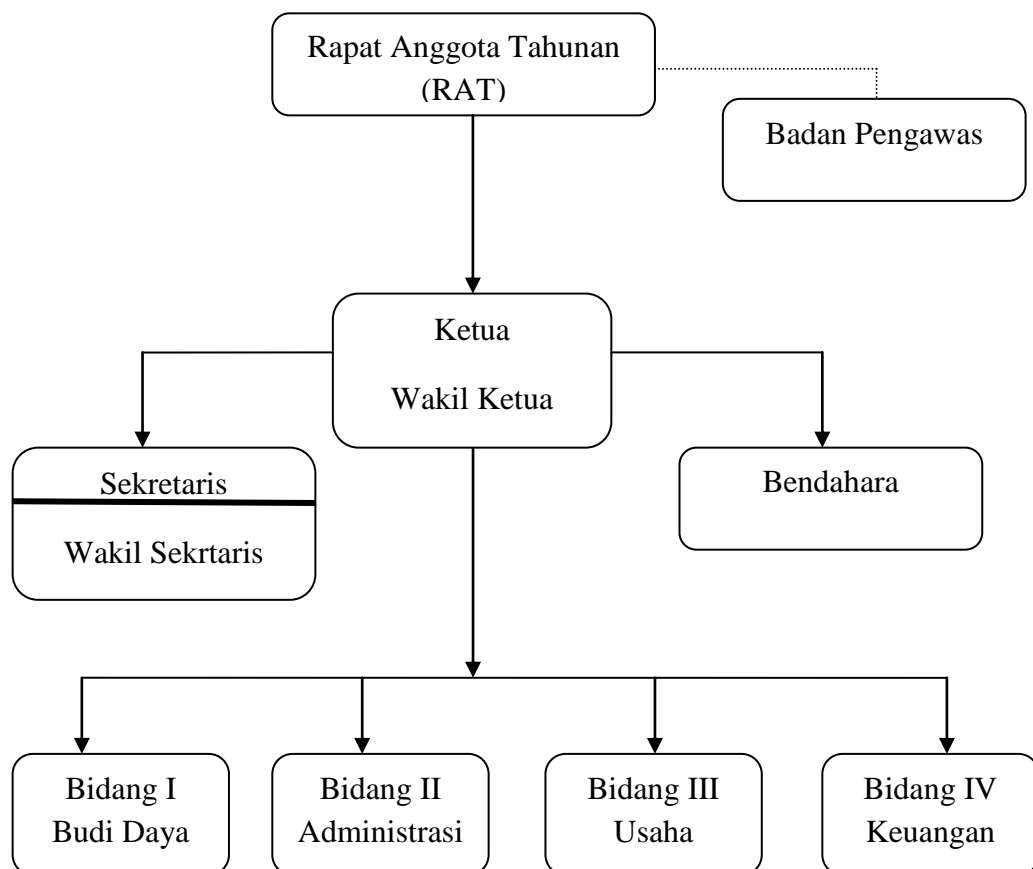 Rapat Anggota Tahunan
(RAT)
Badan Pengawas
Ketua
Wakil Ketua
Sekretaris
Wakil Sekrtaris
Bendahara
Bidang I
Budi Daya
Bidang II
Administrasi
Bidang III
Usaha
Bidang IV
Keuangan